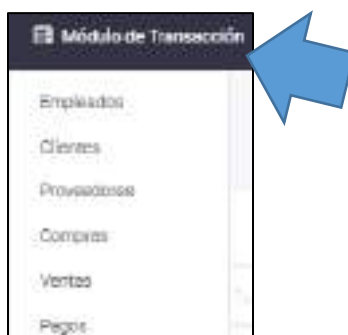 Módulo de Transacción
Empleados
Clientes
Proveedores
Compras
Ventas
Pagos